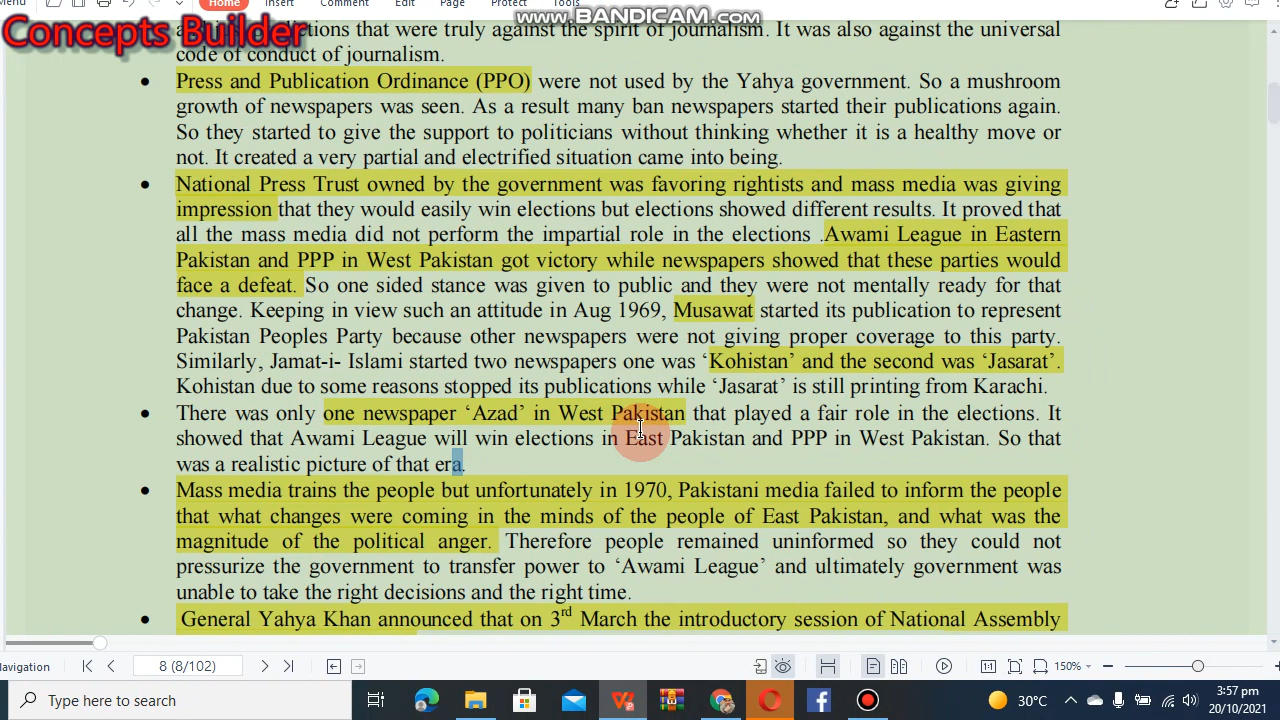 Menu
Home
Insert
Comment
Edit
Page
Protect
Tools
www.BANDICAM.com
Concepts Builder
that were truly against the spirit of journalism. It was also against the universal
code of conduct of journalism.
• Press and Publication Ordinance (PPO) were not used by the Yahya government. So a mushroom
growth of newspapers was seen. As a result many ban newspapers started their publications again.
So they started to give the support to politicians without thinking whether it is a healthy move or
not. It created a very partial and electrified situation came into being.
• National Press Trust owned by the government was favoring rightists and mass media was giving
impression that they would easily win elections but elections showed different results. It proved that
all the mass media did not perform the impartial role in the elections .Awami League in Eastern
Pakistan and PPP in West Pakistan got victory while newspapers showed that these parties would
face a defeat. So one sided stance was given to public and they were not mentally ready for that
change. Keeping in view such an attitude in Aug 1969, Musawat started its publication to represent
Pakistan Peoples Party because other newspapers were not giving proper coverage to this party.
Similarly, Jamat-i- Islami started two newspapers one was ‘Kohistan’ and the second was ‘Jasarat’.
Kohistan due to some reasons stopped its publications while ‘Jasarat’ is still printing from Karachi.
• There was only one newspaper ‘Azad’ in West Pakistan that played a fair role in the elections. It
showed that Awami League will win elections in East Pakistan and PPP in West Pakistan. So that
was a realistic picture of that era.
• Mass media trains the people but unfortunately in 1970, Pakistani media failed to inform the people
that what changes were coming in the minds of the people of East Pakistan, and what was the
magnitude of the political anger. Therefore people remained uninformed so they could not
pressurize the government to transfer power to ‘Awami League’ and ultimately government was
unable to take the right decisions and the right time.
• General Yahya Khan announced that on 3rd March the introductory session of National Assembly
avigation
8 (8/102)
150%
Type here to search
30°C
3:57 pm
20/10/2021